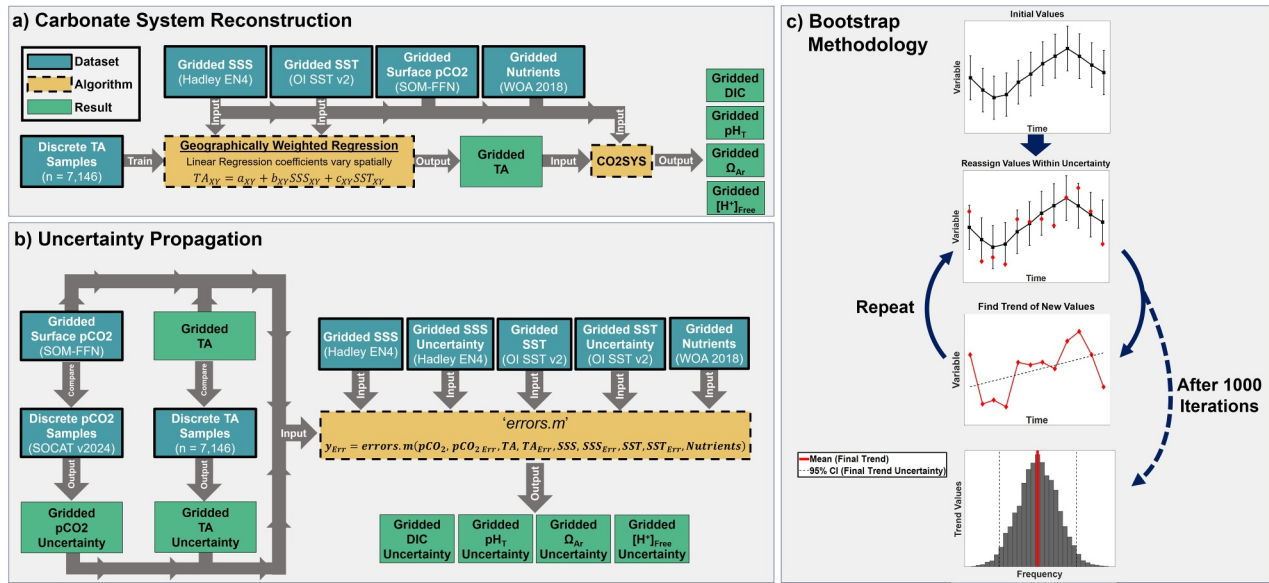 a) Carbonate System Reconstruction
Dataset
Algorithm
Result
Gridded SSS
(Hadley EN4)
Gridded SST
(OI SST v2)
Gridded
Surface pCO2
(SOM-FFN)
Gridded
Nutrients
(WOA 2018)
Input
Input
Input
Discrete TA
Samples
(n = 7,146)
Train
Geographically Weighted Regression
Linear Regression coefficients vary spatially
TA_XY = a_XY + b_XY SSS_XY + c_XY SST_XY
Output
Gridded
TA
Input
CO2SYS
Output
Gridded
DIC
Gridded
pH_T
Gridded
Ω_Ar
Gridded
[H⁺]_Free
b) Uncertainty Propagation
Gridded
Surface pCO2
(SOM-FFN)
Gridded
TA
Compare
Compare
Discrete pCO2
Samples
(SOCAT v2024)
Discrete TA
Samples
(n = 7,146)
Output
Output
Gridded
pCO2
Uncertainty
Gridded
TA
Uncertainty
Input
Gridded SSS
(Hadley EN4)
Gridded SSS
Uncertainty
(Hadley EN4)
Gridded
SST
(OI SST v2)
Gridded SST
Uncertainty
(OI SST v2)
Gridded
Nutrients
(WOA 2018)
Input
Input
Input
Input
Input
'errors.m'
y_Err = errors.m(pCO₂, pCO₂ Err, TA, TA_Err, SSS, SSS_Err, SST, SST_Err, Nutrients)
Output
Gridded
DIC
Uncertainty
Gridded
pH_T
Uncertainty
Gridded
Ω_Ar
Uncertainty
Gridded
[H⁺]_Free
Uncertainty
c) Bootstrap
Methodology
Initial Values
Variable
Time
Reassign Values Within Uncertainty
Variable
Time
Repeat
Find Trend of New Values
Variable
Time
After 1000
Iterations
Mean (Final Trend)
95% CI (Final Trend Uncertainty)
Trend Values
Frequency